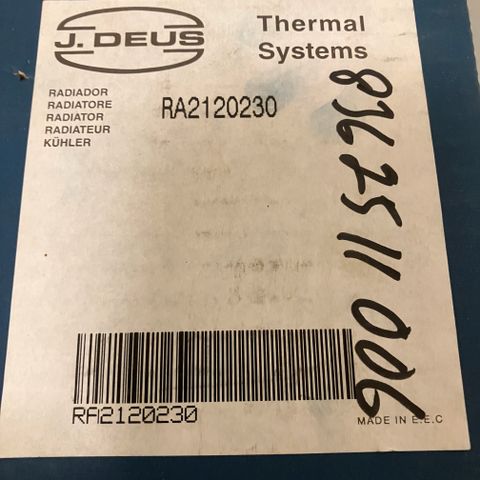 J. DEUS
Thermal
Systems
RADIADOR
RADIATORE
RADIATOR
RADIATEUR
KÜHLER
RA2120230
836 25 11 006
RA2120230
MADE IN E.E.C